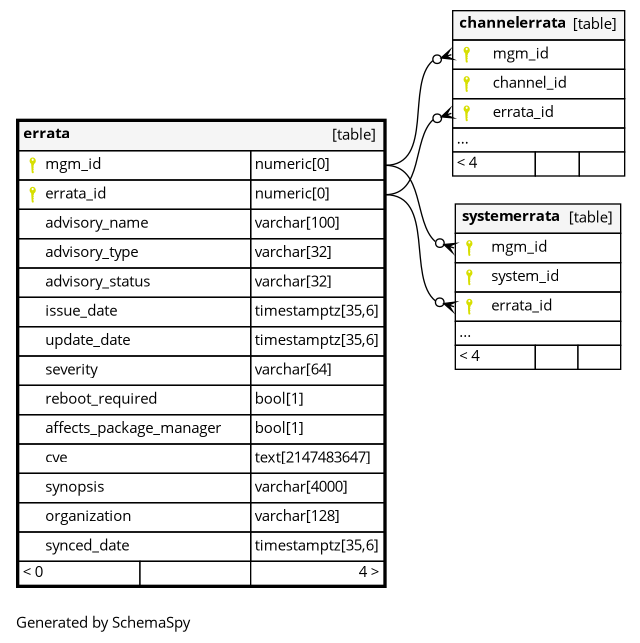 channelerrata [table]
mgm_id
channel_id
errata_id
...
< 4
errata [table]
mgm_id numeric[0]
errata_id numeric[0]
advisory_name varchar[100]
advisory_type varchar[32]
advisory_status varchar[32]
issue_date timestamptz[35,6]
update_date timestamptz[35,6]
severity varchar[64]
reboot_required bool[1]
affects_package_manager bool[1]
cve text[2147483647]
synopsis varchar[4000]
organization varchar[128]
synced_date timestamptz[35,6]
< 0 4 >
systemerrata [table]
mgm_id
system_id
errata_id
...
< 4
Generated by SchemaSpy